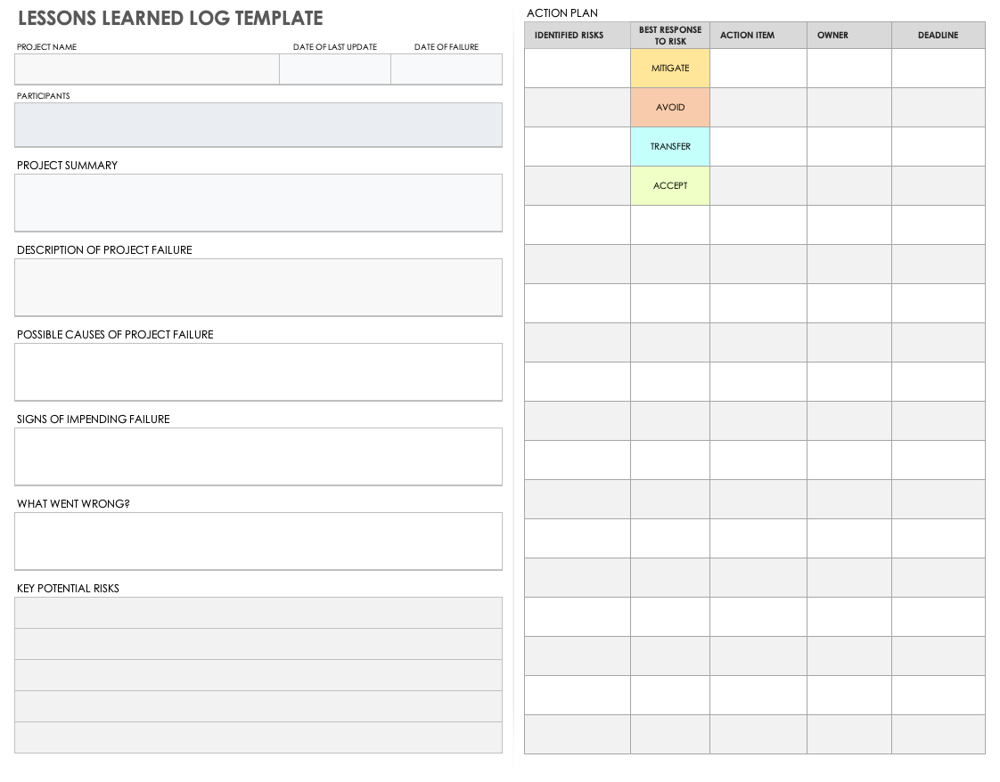 LESSONS LEARNED LOG TEMPLATE
PROJECT NAME
DATE OF LAST UPDATE
DATE OF FAILURE
PARTICIPANTS
PROJECT SUMMARY
DESCRIPTION OF PROJECT FAILURE
POSSIBLE CAUSES OF PROJECT FAILURE
SIGNS OF IMPENDING FAILURE
WHAT WENT WRONG?
KEY POTENTIAL RISKS
ACTION PLAN
IDENTIFIED RISKS
BEST RESPONSE
TO RISK
ACTION ITEM
OWNER
DEADLINE
MITIGATE
AVOID
TRANSFER
ACCEPT